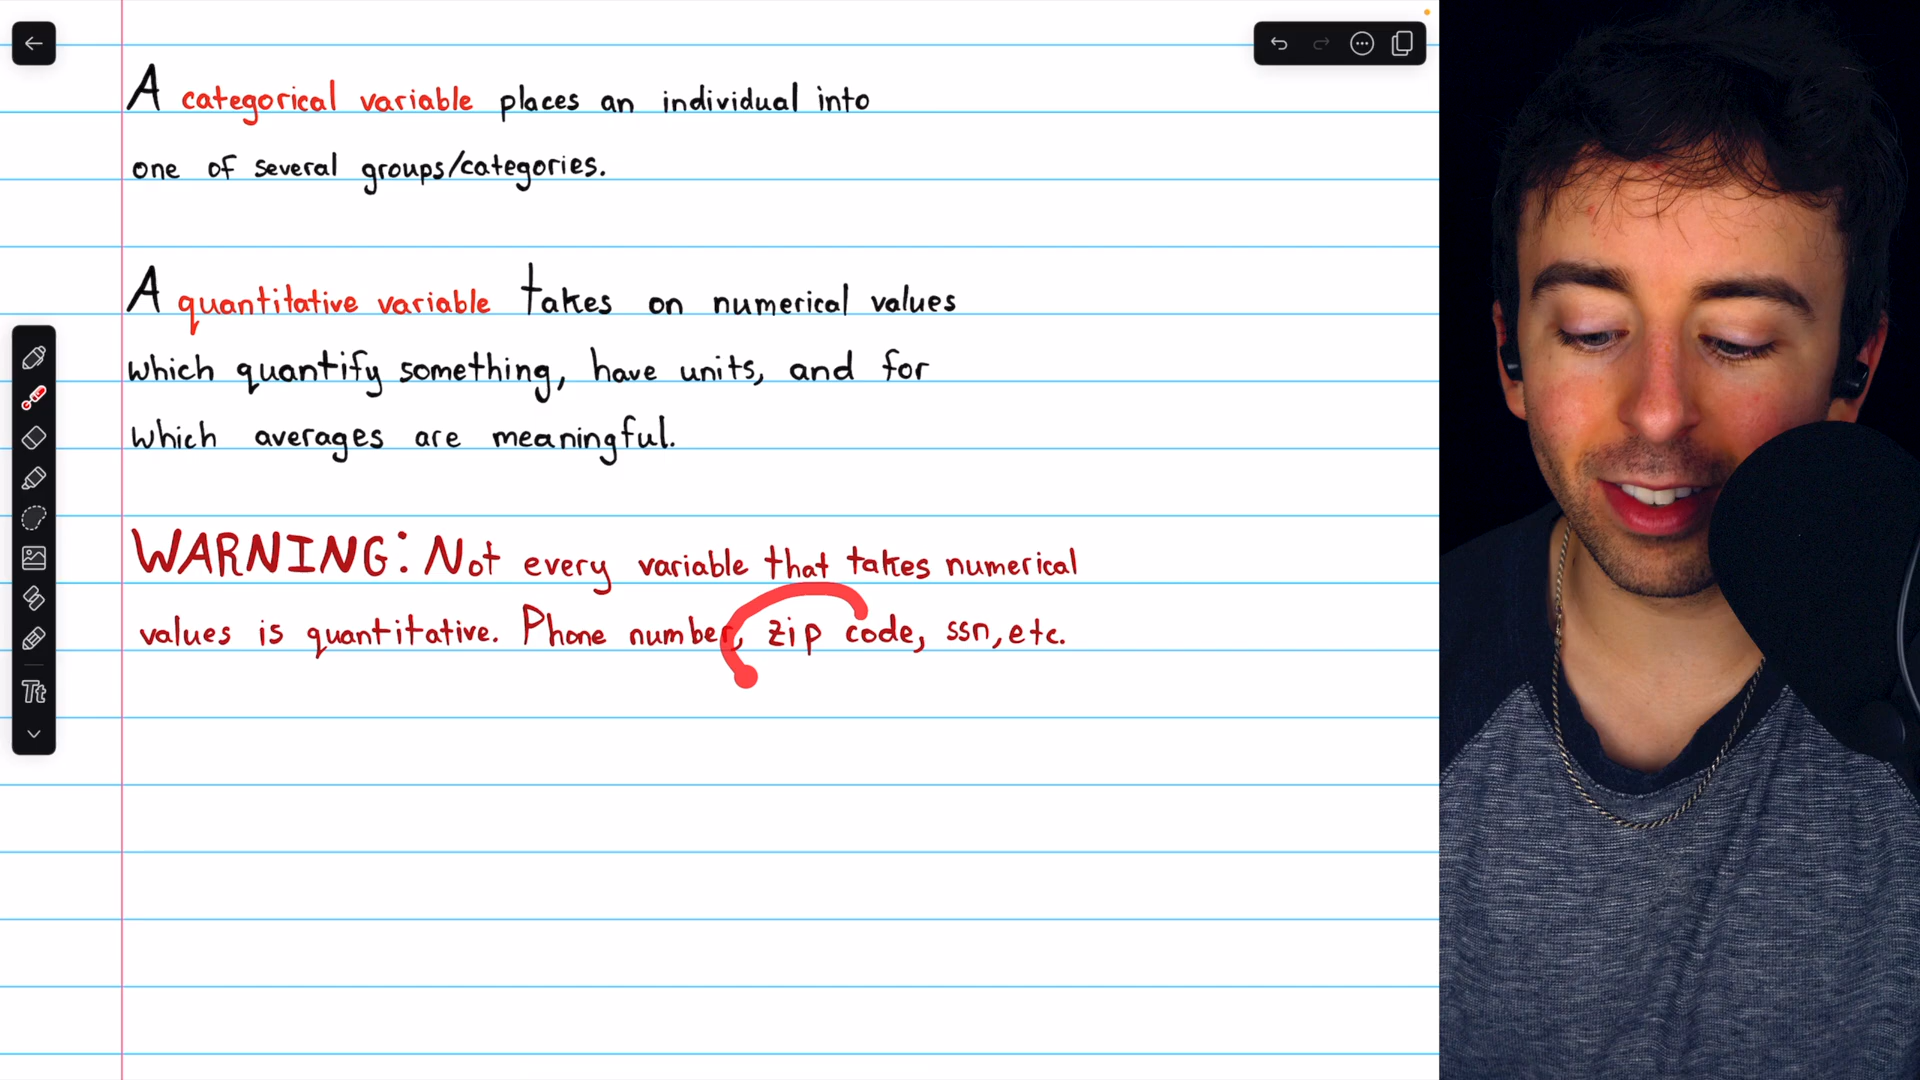 A categorical variable places an individual into
one of several groups/categories.
A quantitative variable takes on numerical values
which quantify something, have units, and for
which averages are meaningful.
WARNING: Not every variable that takes numerical
values is quantitative. Phone number, zip code, ssn, etc.
Tt